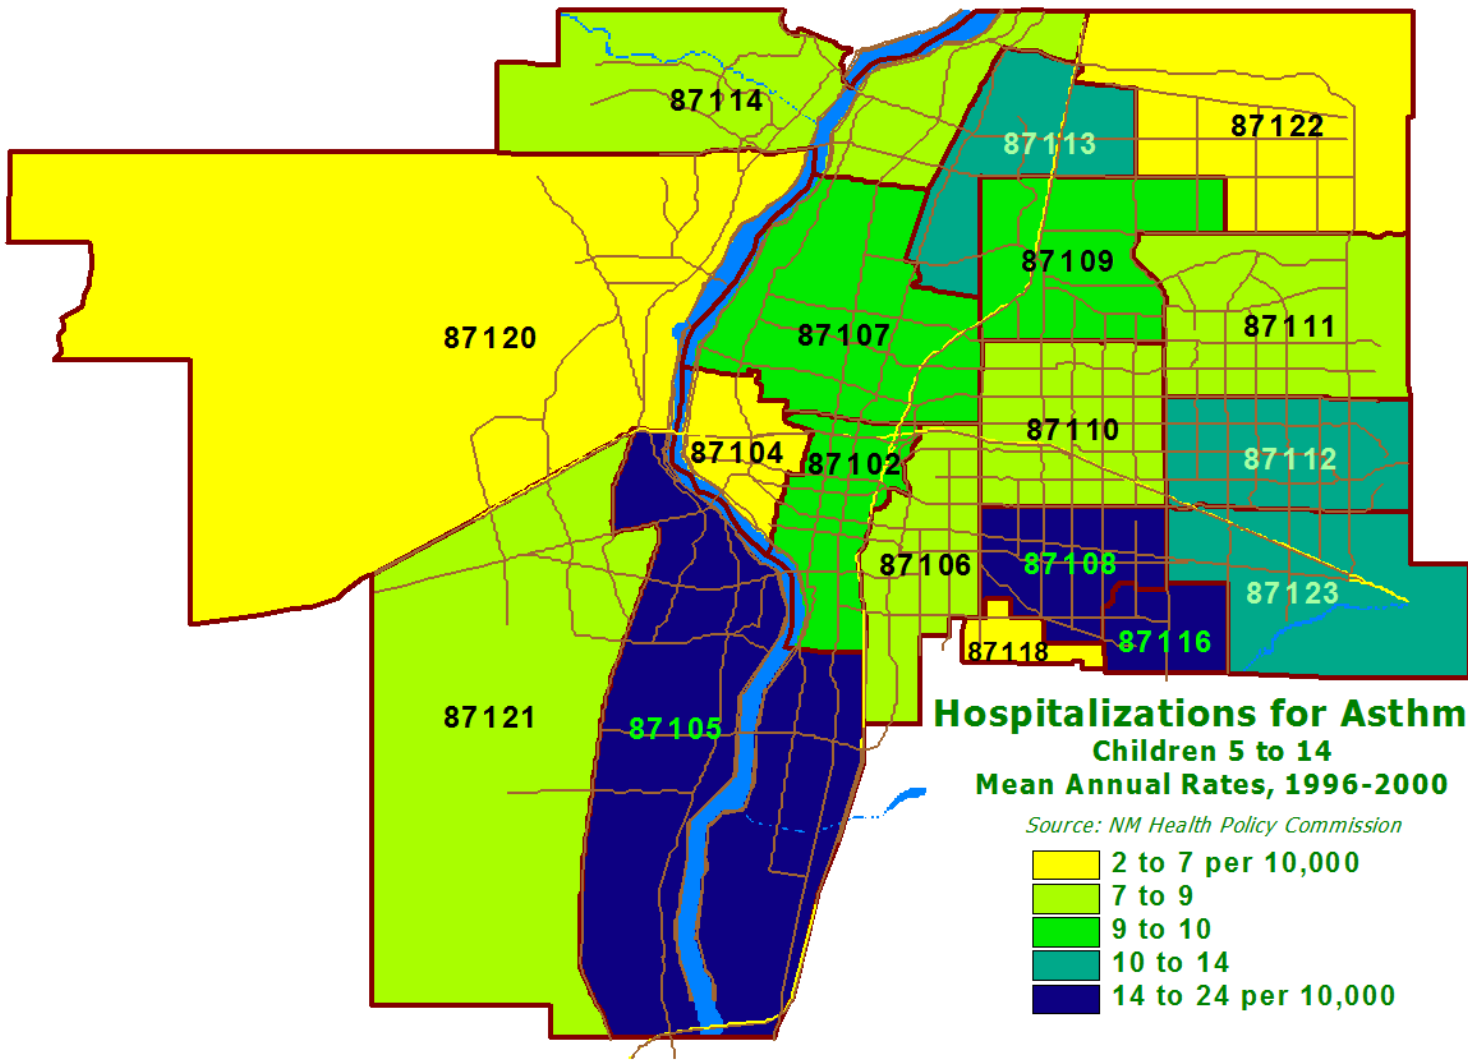 87114
87122
87113
87109
87111
87120
87107
87110
87104
87102
87112
87106
87108
87123
87116
87118
87121
87105
Hospitalizations for Asthm
Children 5 to 14
Mean Annual Rates, 1996-2000
Source: NM Health Policy Commission
2 to 7 per 10,000
7 to 9
9 to 10
10 to 14
14 to 24 per 10,000